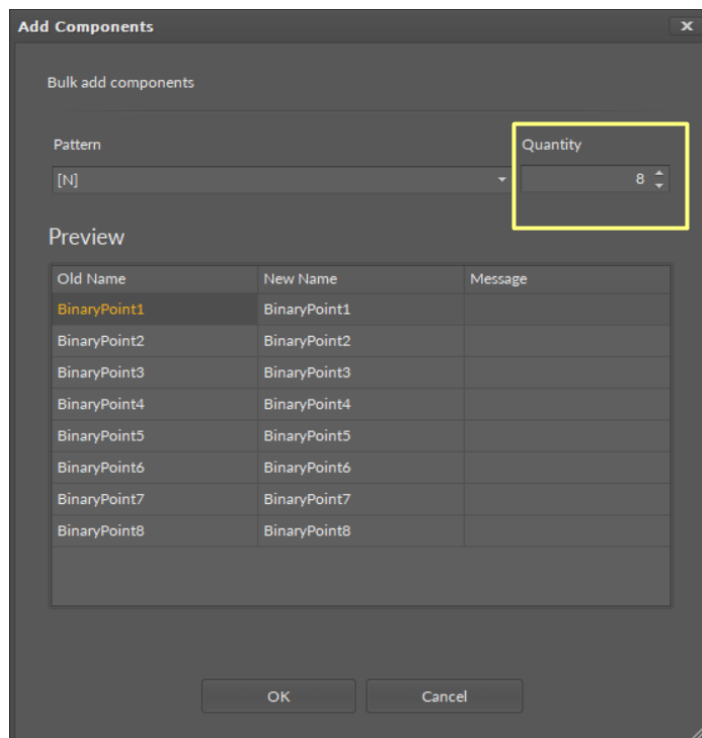 Add Components
Bulk add components
Pattern Quantity
[N] 8
Preview
Old Name New Name Message
BinaryPoint1 BinaryPoint1
BinaryPoint2 BinaryPoint2
BinaryPoint3 BinaryPoint3
BinaryPoint4 BinaryPoint4
BinaryPoint5 BinaryPoint5
BinaryPoint6 BinaryPoint6
BinaryPoint7 BinaryPoint7
BinaryPoint8 BinaryPoint8
OK Cancel